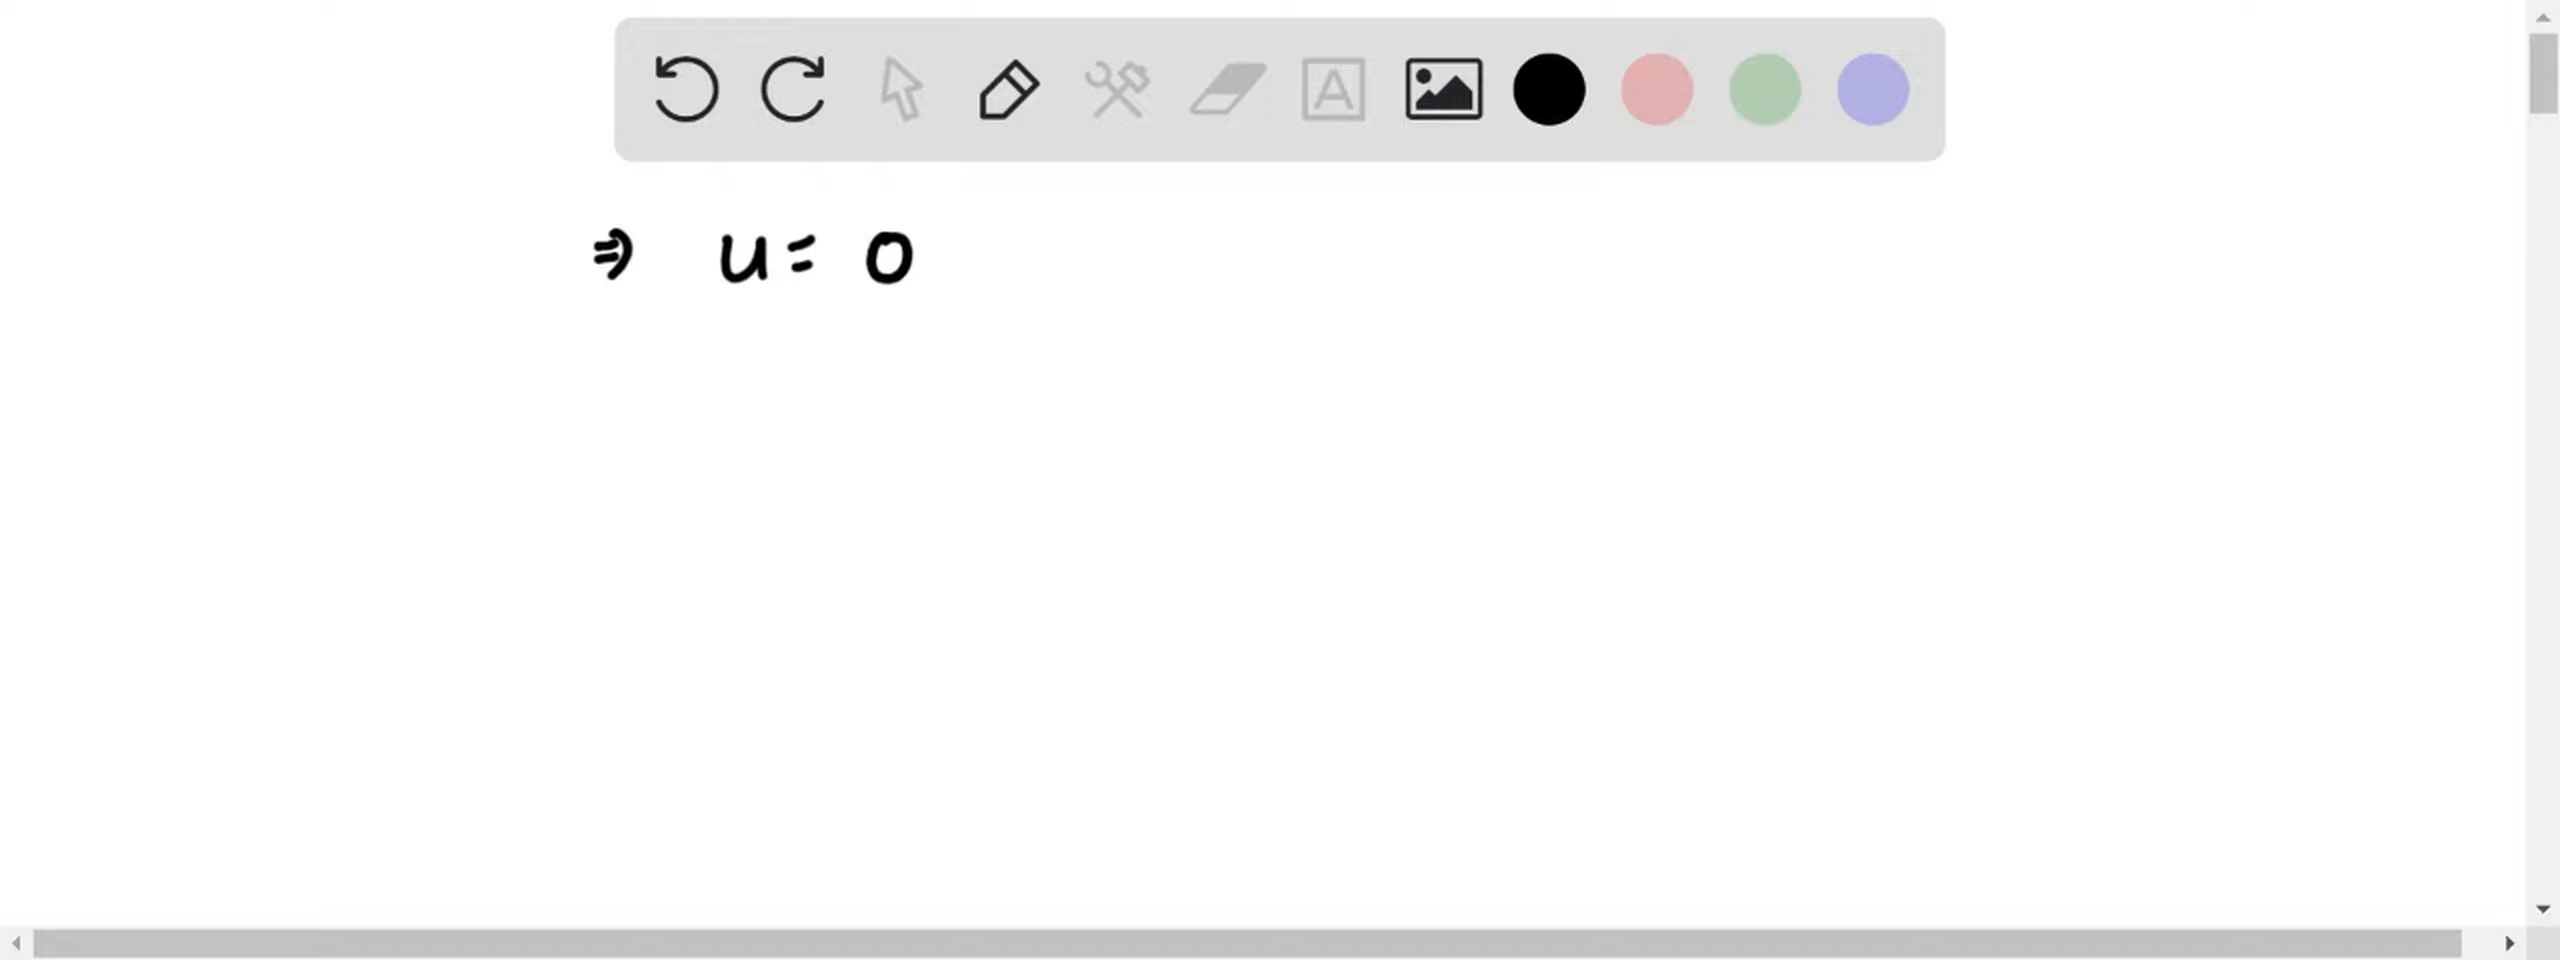 ⇒ u = 0
A